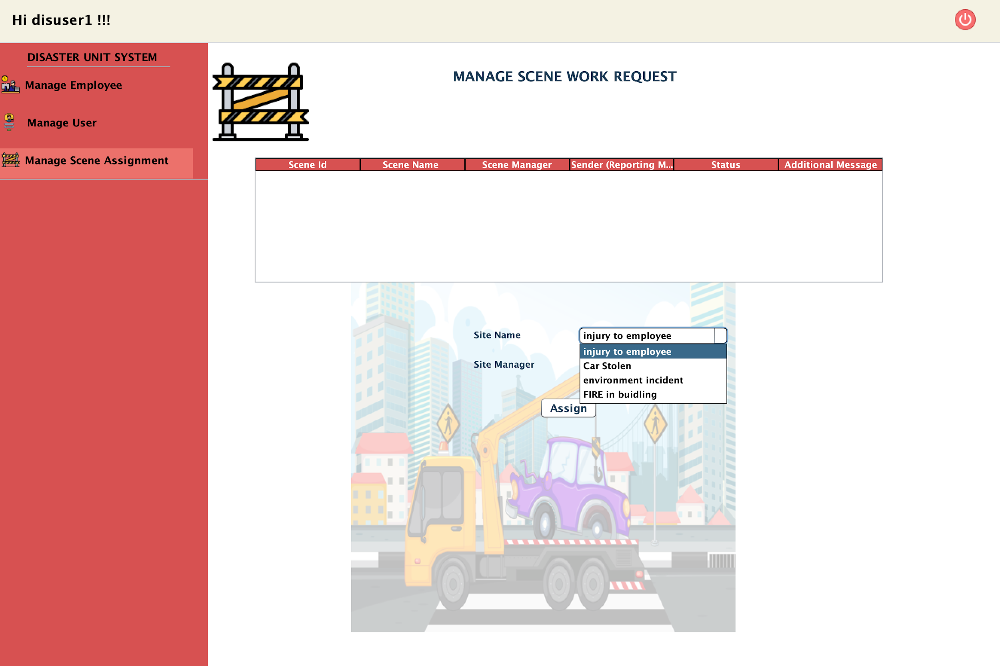 Hi disuser1 !!!
DISASTER UNIT SYSTEM
Manage Employee
Manage User
Manage Scene Assignment
MANAGE SCENE WORK REQUEST
Scene Id Scene Name Scene Manager Sender (Reporting M... Status Additional Message
Site Name injury to employee
injury to employee
Site Manager Car Stolen
environment incident
FIRE in buidling
Assign